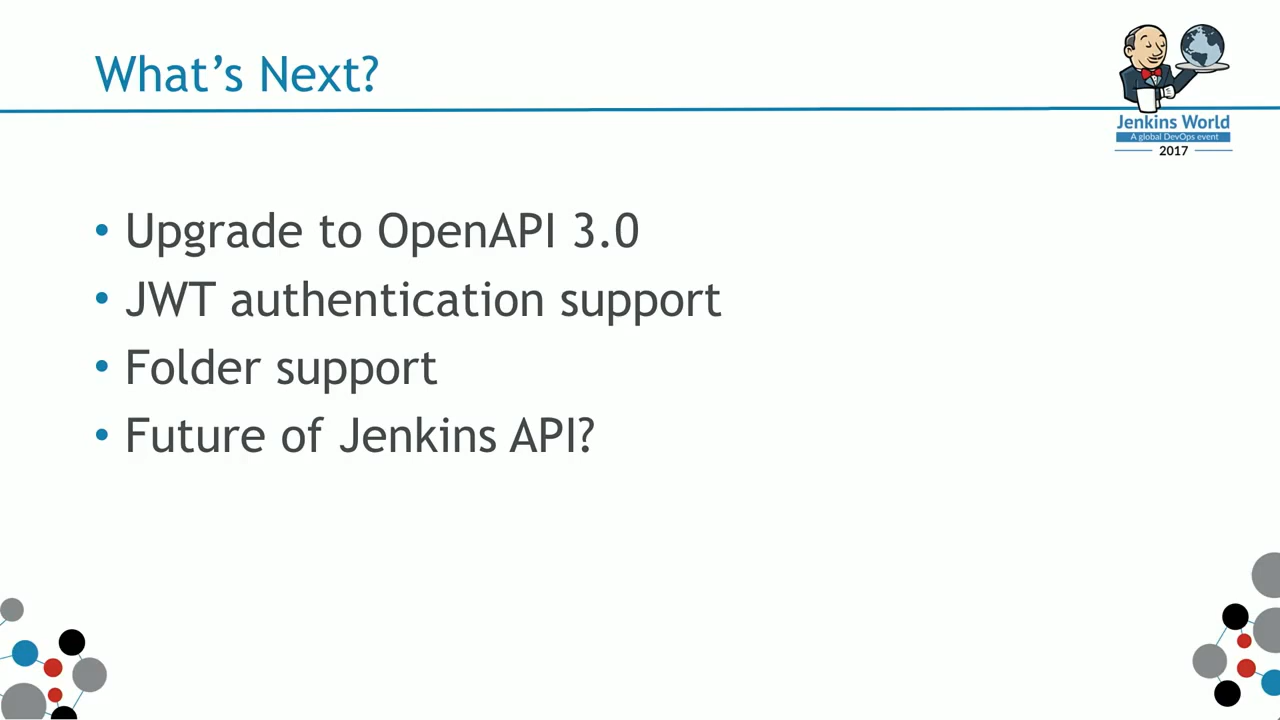 What's Next?
Jenkins World
A global DevOps event
2017
• Upgrade to OpenAPI 3.0
• JWT authentication support
• Folder support
• Future of Jenkins API?